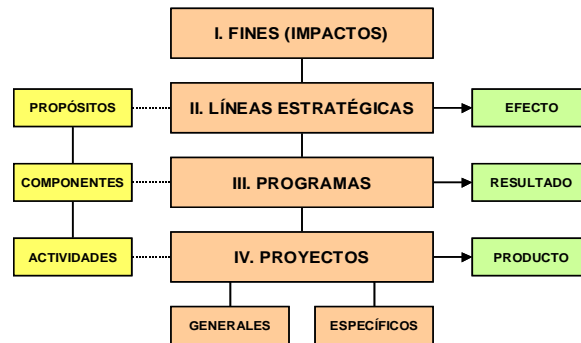 I. FINES (IMPACTOS)
PROPÓSITOS
II. LÍNEAS ESTRATÉGICAS
EFECTO
COMPONENTES
III. PROGRAMAS
RESULTADO
ACTIVIDADES
IV. PROYECTOS
PRODUCTO
GENERALES
ESPECÍFICOS